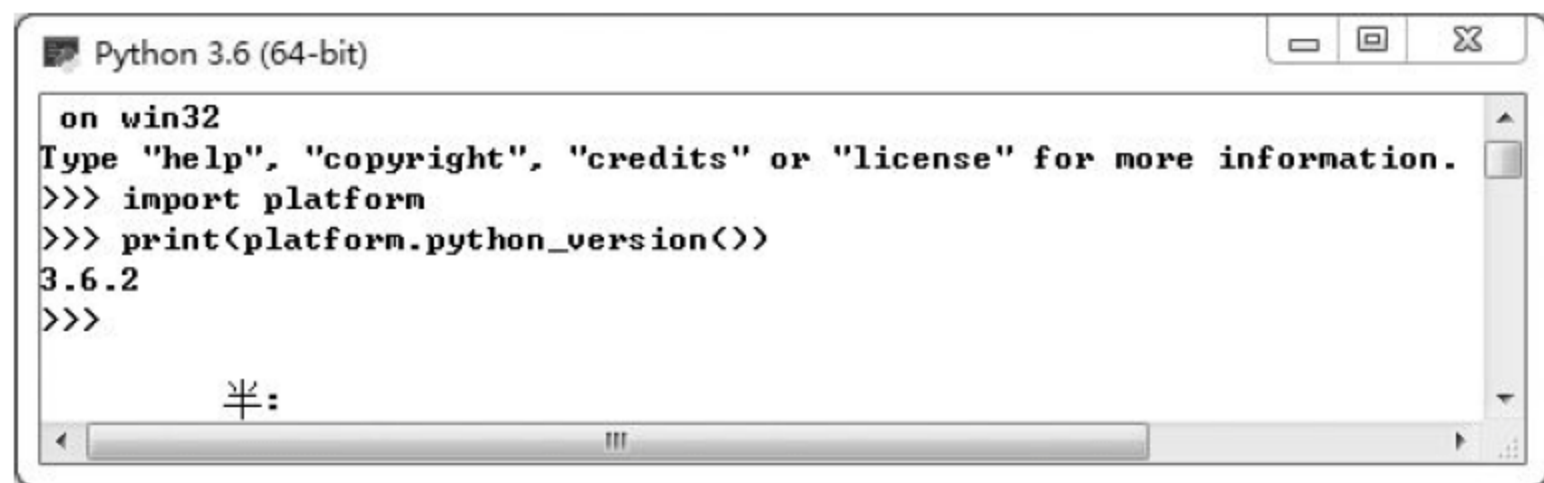 Python 3.6 (64-bit)
on win32
Type "help", "copyright", "credits" or "license" for more information.
>>> import platform
>>> print(platform.python_version())
3.6.2
>>>
半: